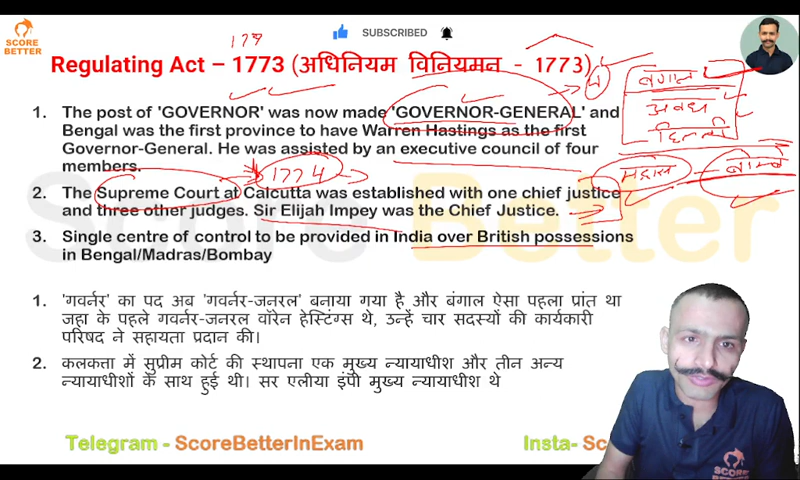 SCORE
BETTER
SUBSCRIBED
177
Regulating Act – 1773 (अधिनियम विनियमन - 1773)
बंगाल
अवध
दिल्ली
1. The post of 'GOVERNOR' was now made 'GOVERNOR-GENERAL' and
Bengal was the first province to have Warren Hastings as the first
Governor-General. He was assisted by an executive council of four
members.
1774
मद्रास बॉम्बे
2. The Supreme Court at Calcutta was established with one chief justice
and three other judges. Sir Elijah Impey was the Chief Justice.
3. Single centre of control to be provided in India over British possessions
in Bengal/Madras/Bombay
1. 'गवर्नर' का पद अब 'गवर्नर-जनरल' बनाया गया है और बंगाल ऐसा पहला प्रांत था
जहा के पहले गवर्नर-जनरल वॉरेन हेस्टिंग्स थे, उन्हें चार सदस्यों की कार्यकारी
परिषद ने सहायता प्रदान की।
2. कलकत्ता में सुप्रीम कोर्ट की स्थापना एक मुख्य न्यायाधीश और तीन अन्य
न्यायाधीशों के साथ हुई थी। सर एलीया इंपी मुख्य न्यायाधीश थे
Score Better
Telegram - ScoreBetterInExam
Insta- Sc
SCORE
BETTER